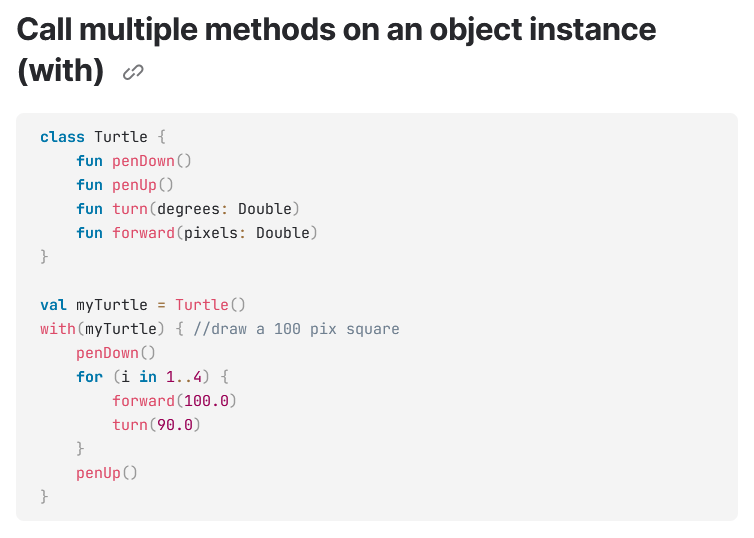 Call multiple methods on an object instance
(with)
class Turtle {
    fun penDown()
    fun penUp()
    fun turn(degrees: Double)
    fun forward(pixels: Double)
}

val myTurtle = Turtle()
with(myTurtle) { //draw a 100 pix square
    penDown()
    for (i in 1..4) {
        forward(100.0)
        turn(90.0)
    }
    penUp()
}